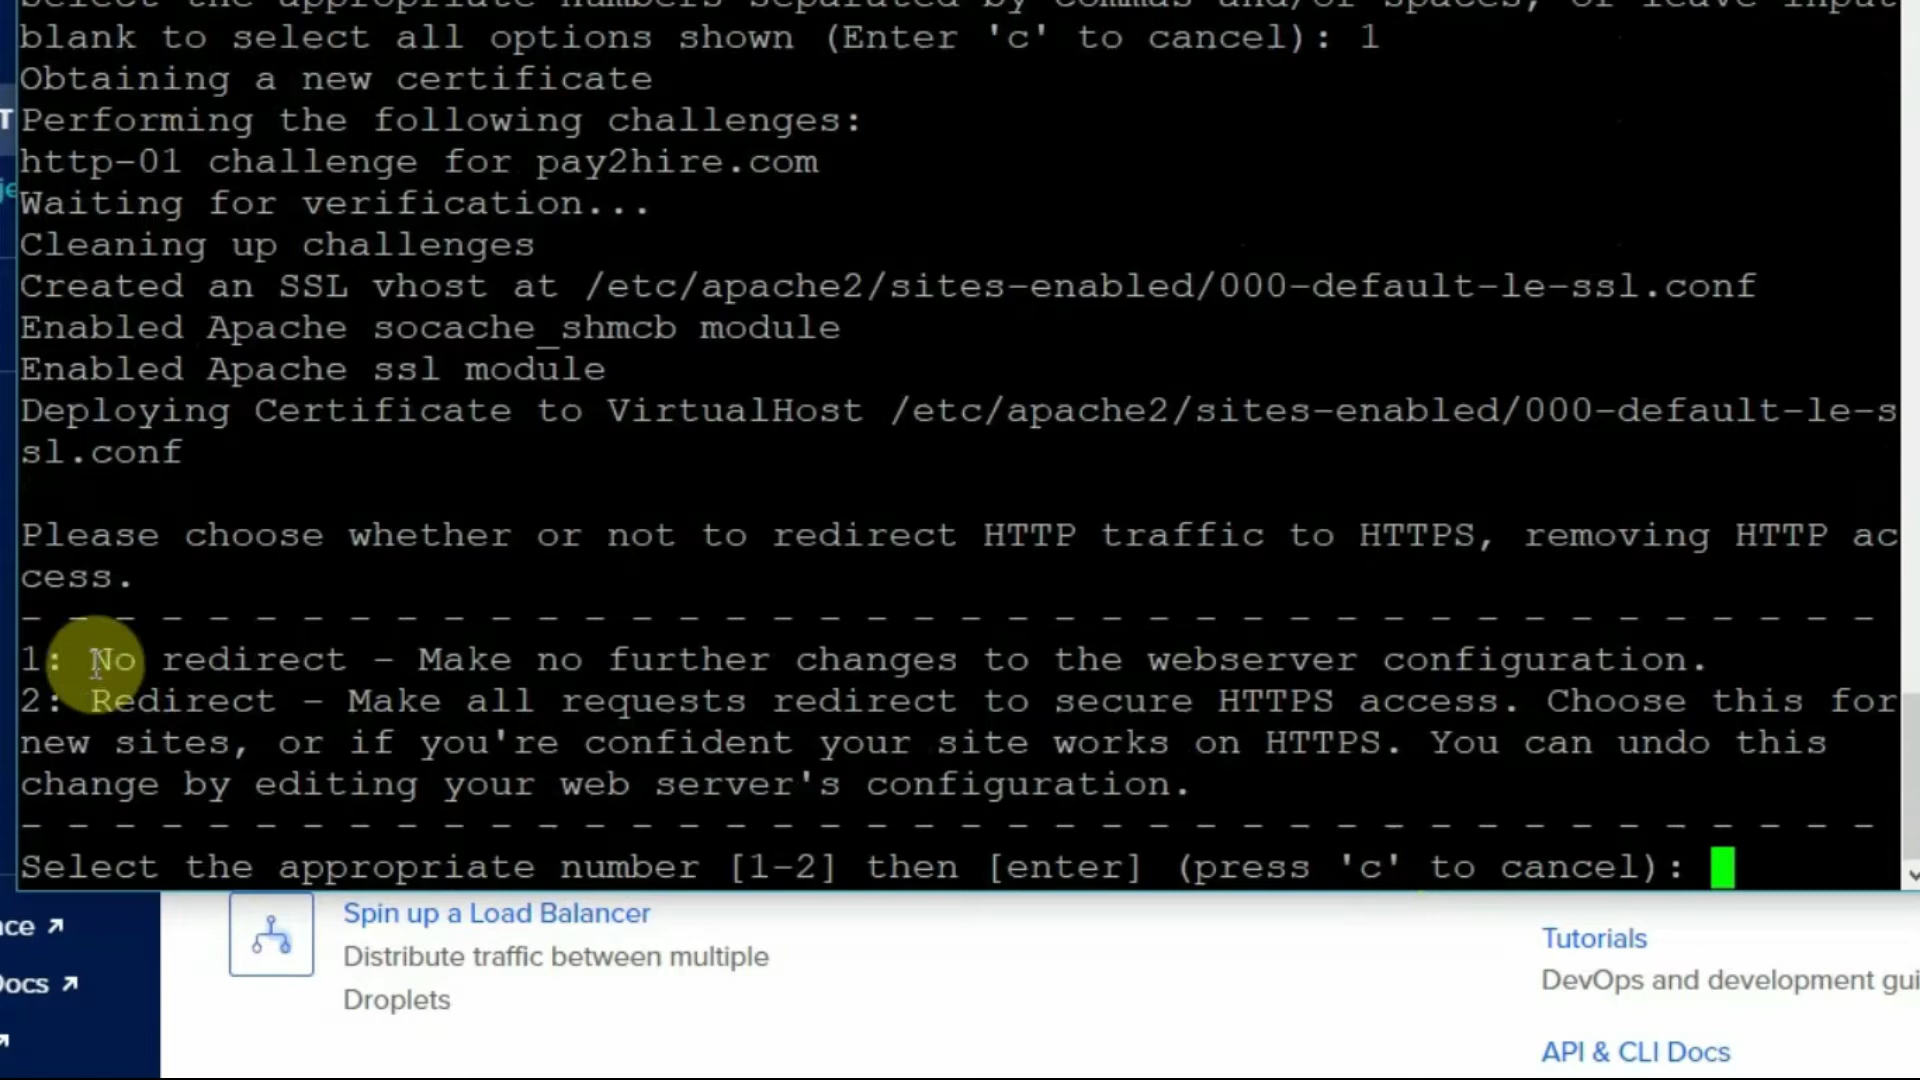 blank to select all options shown (Enter 'c' to cancel): 1
Obtaining a new certificate
Performing the following challenges:
http-01 challenge for pay2hire.com
Waiting for verification...
Cleaning up challenges
Created an SSL vhost at /etc/apache2/sites-enabled/000-default-le-ssl.conf
Enabled Apache socache_shmcb module
Enabled Apache ssl module
Deploying Certificate to VirtualHost /etc/apache2/sites-enabled/000-default-le-s
sl.conf
Please choose whether or not to redirect HTTP traffic to HTTPS, removing HTTP ac
cess.
- - - - - - - - - - - - - - - - - - - - - - - - - - - - - - - - - - - - - - - -
1: No redirect - Make no further changes to the webserver configuration.
2: Redirect - Make all requests redirect to secure HTTPS access. Choose this for
new sites, or if you're confident your site works on HTTPS. You can undo this
change by editing your web server's configuration.
- - - - - - - - - - - - - - - - - - - - - - - - - - - - - - - - - - - - - - - -
Select the appropriate number [1-2] then [enter] (press 'c' to cancel):
Spin up a Load Balancer
Distribute traffic between multiple
Droplets
Tutorials
DevOps and development gui
API & CLI Docs
nce ↗
Docs ↗